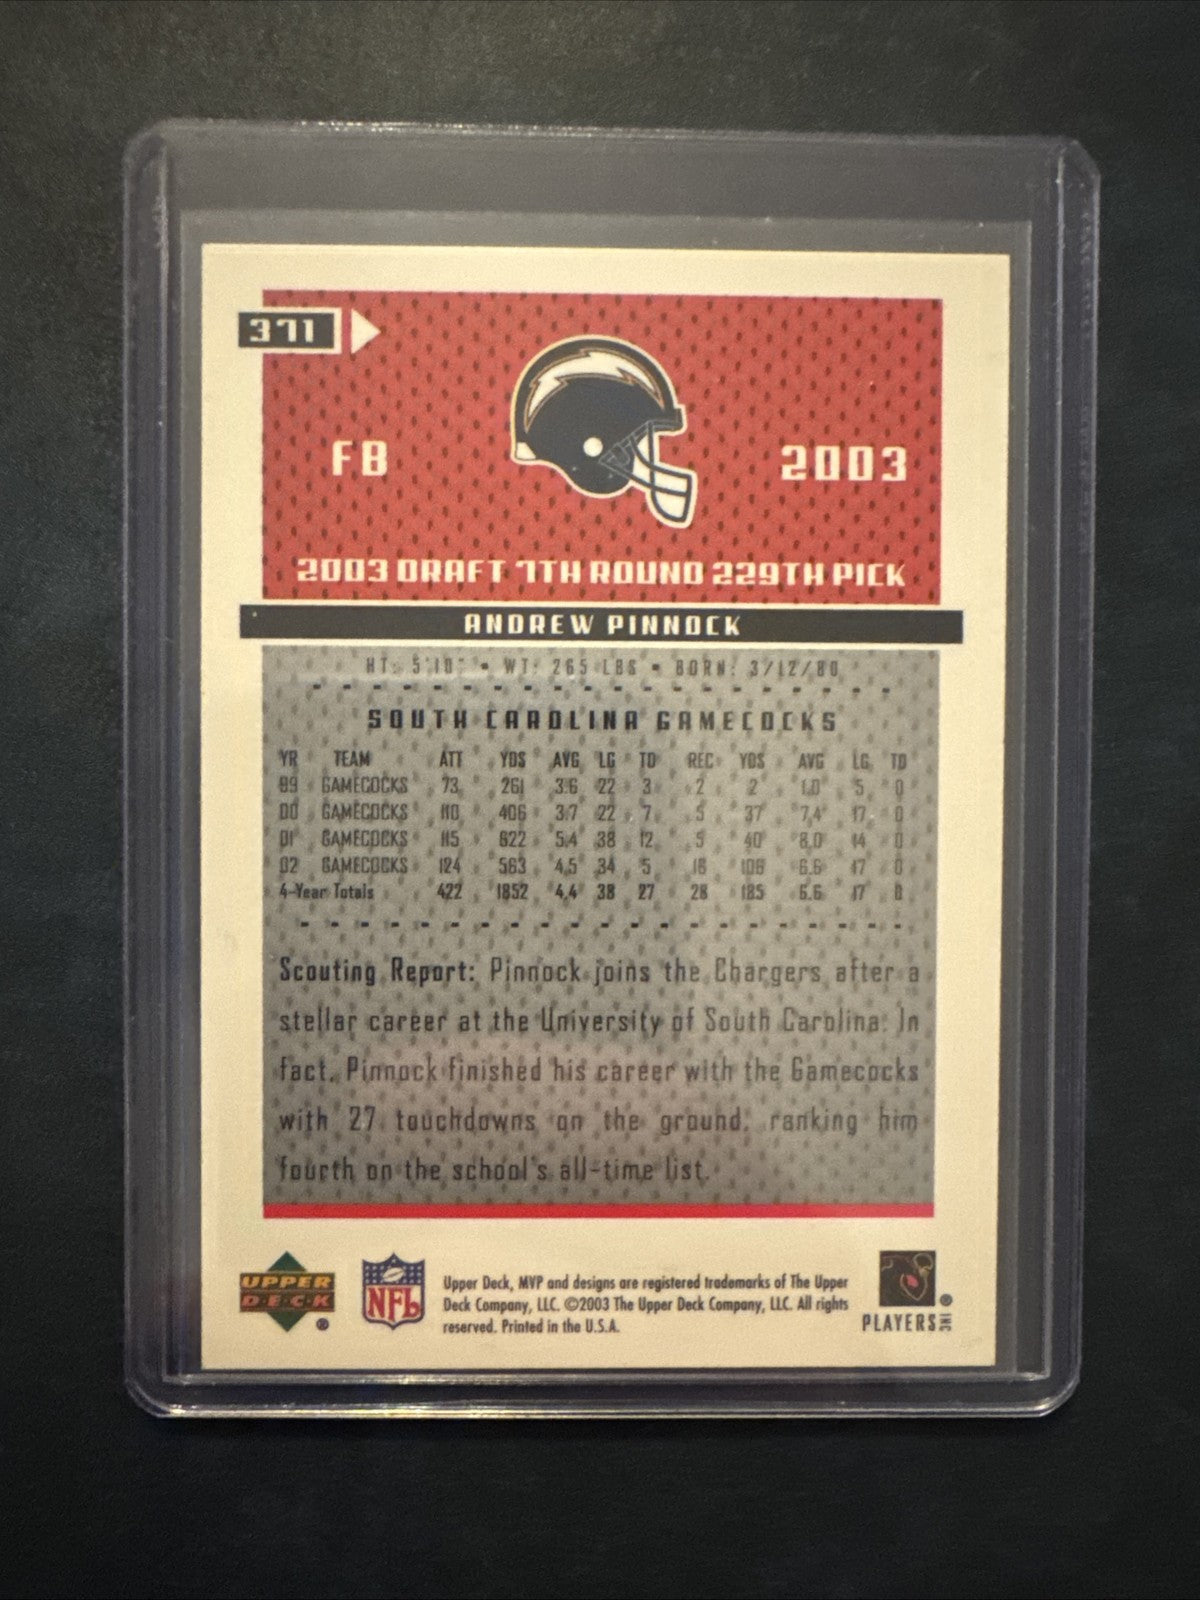 371
FB
2003
2003 DRAFT 7TH ROUND 229TH PICK
ANDREW PINNOCK
HT: 5'10" • WT: 265 LBS • BORN: 3/12/80
SOUTH CAROLINA GAMECOCKS
YR TEAM ATT YDS AVG LG TD REC YDS AVG LG TD
99 GAMECOCKS 73 261 3.6 22 3 2 2 1.0 5 0
00 GAMECOCKS 110 406 3.7 22 7 5 37 7.4 17 0
01 GAMECOCKS 115 622 5.4 38 12 5 40 8.0 14 0
02 GAMECOCKS 124 563 4.5 34 5 16 106 6.6 17 0
4-Year Totals 422 1852 4.4 38 27 28 185 6.6 17 0
Scouting Report: Pinnock joins the Chargers after a
stellar career at the University of South Carolina. In
fact, Pinnock finished his career with the Gamecocks
with 27 touchdowns on the ground, ranking him
fourth on the school's all-time list.
UPPER
DECK
®
NFL
Upper Deck, MVP and designs are registered trademarks of The Upper
Deck Company, LLC. ©2003 The Upper Deck Company, LLC. All rights
reserved. Printed in the U.S.A.
PLAYERS INC ®